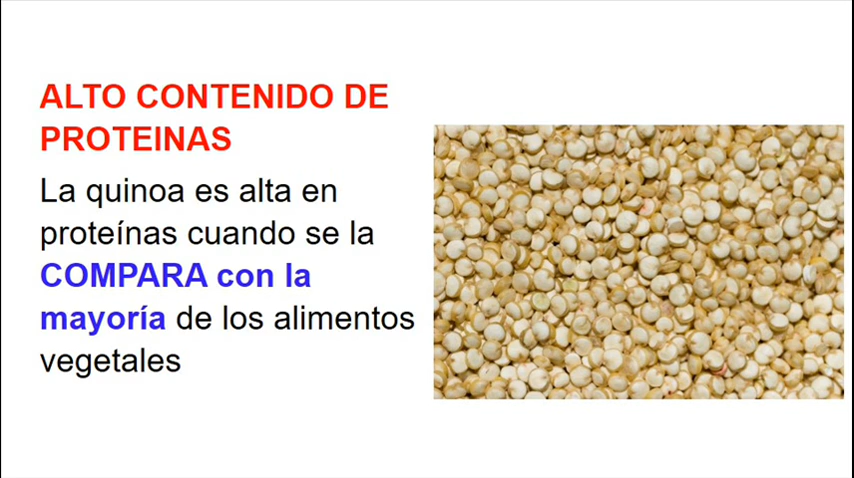 ALTO CONTENIDO DE
PROTEINAS
La quinoa es alta en
proteínas cuando se la
COMPARA con la
mayoría de los alimentos
vegetales